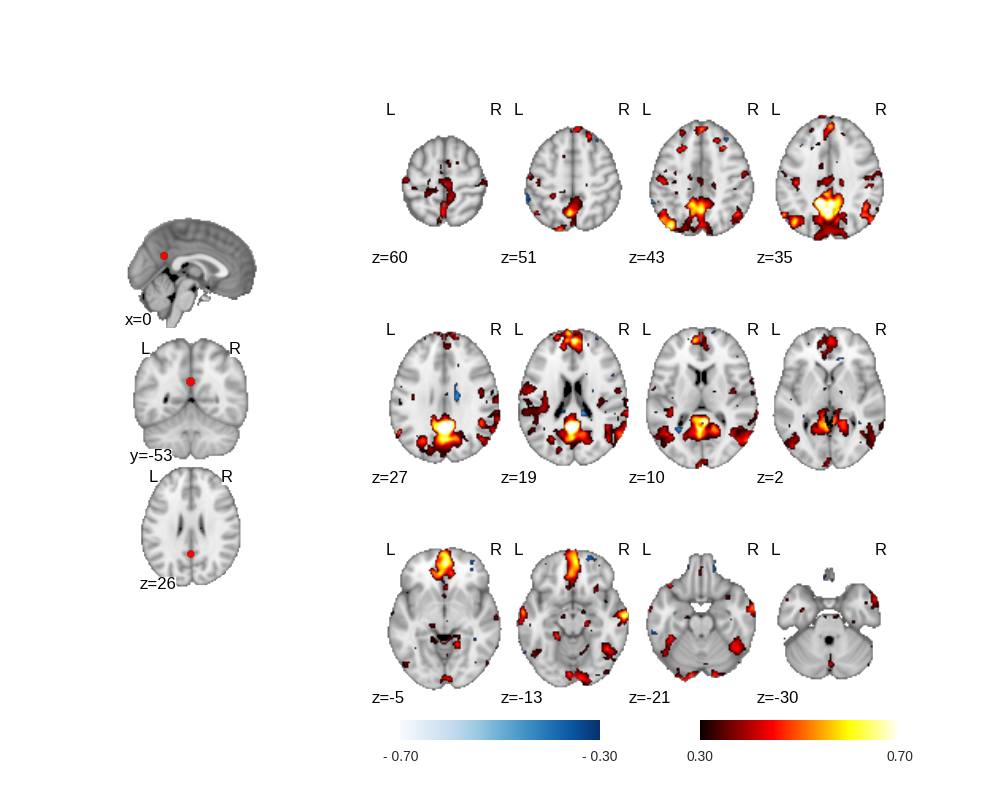 L R L R L R L R
z=60 z=51 z=43 z=35
x=0
L R L R L R L R
L R
y=-53
L R
z=27 z=19 z=10 z=2
z=26
L R L R L R L R
z=-5 z=-13 z=-21 z=-30
- 0.70 - 0.30 0.30 0.70